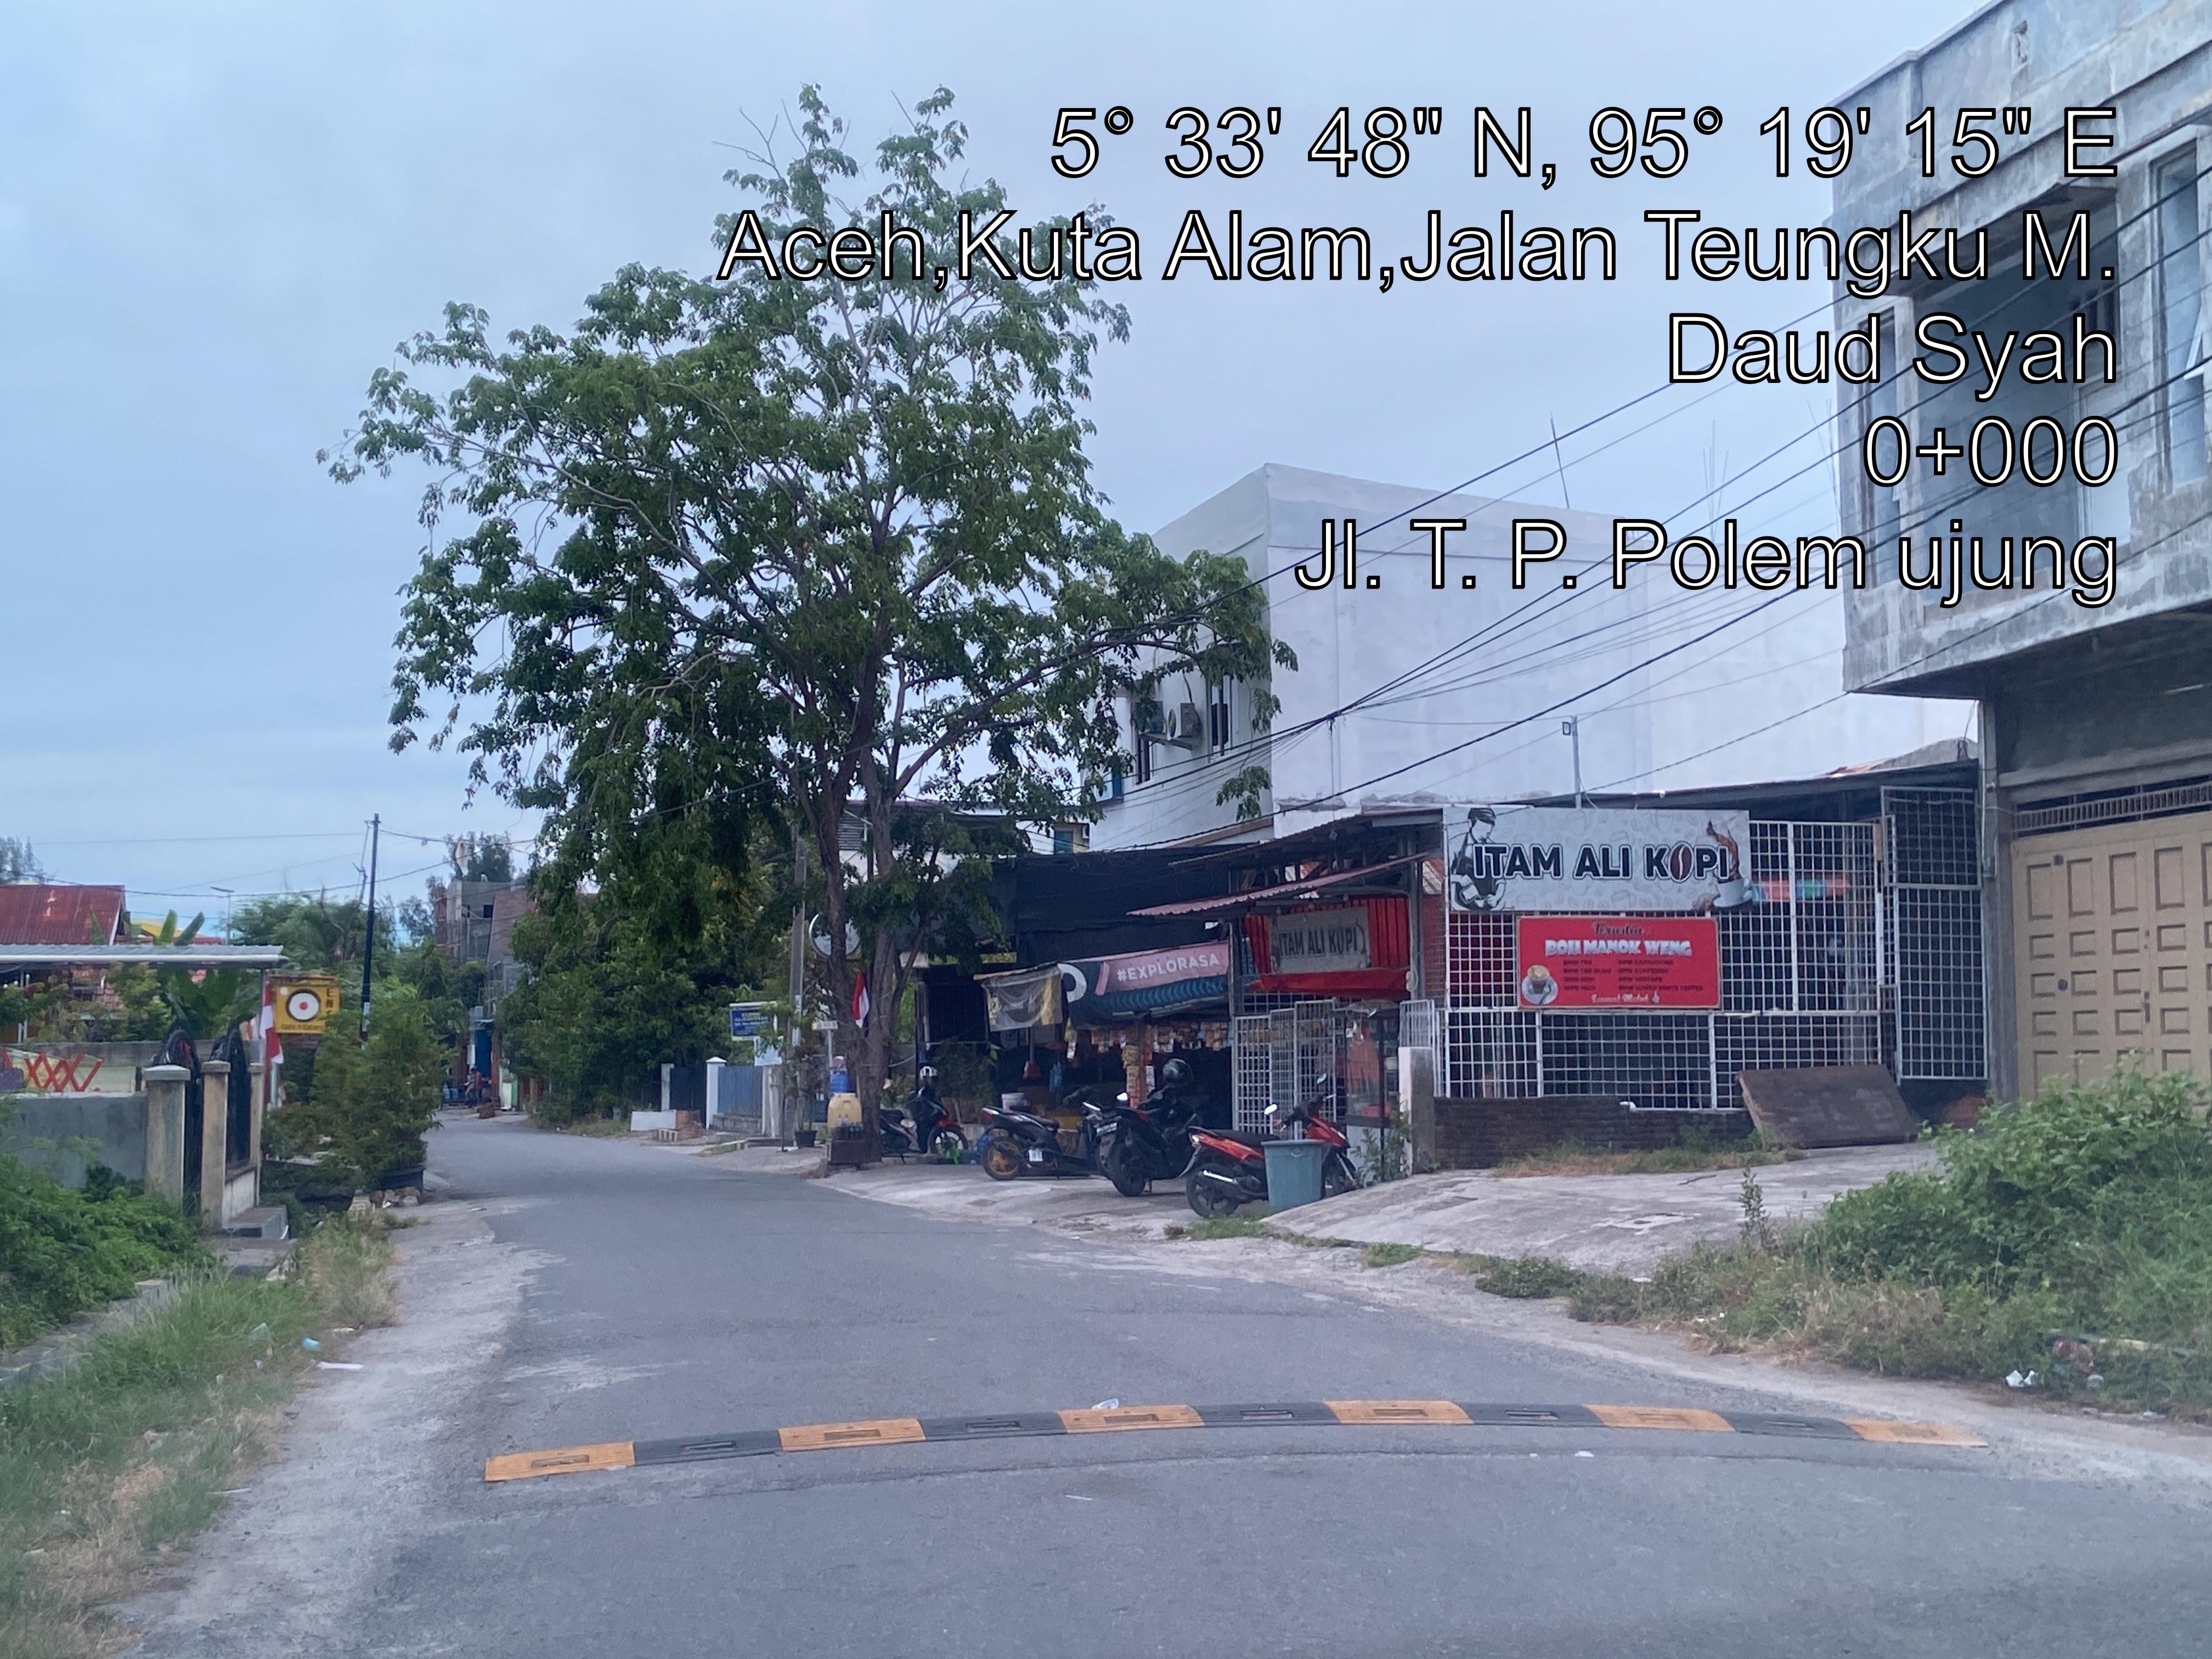 5° 33' 48" N, 95° 19' 15" E
Aceh,Kuta Alam,Jalan Teungku M.
Daud Syah
0+000
Jl. T. P. Polem ujung
ITAM ALI KOPI
ITAM ALI KOPI
#EXPLORASA
Tersedia :
BOH MANOK WENG